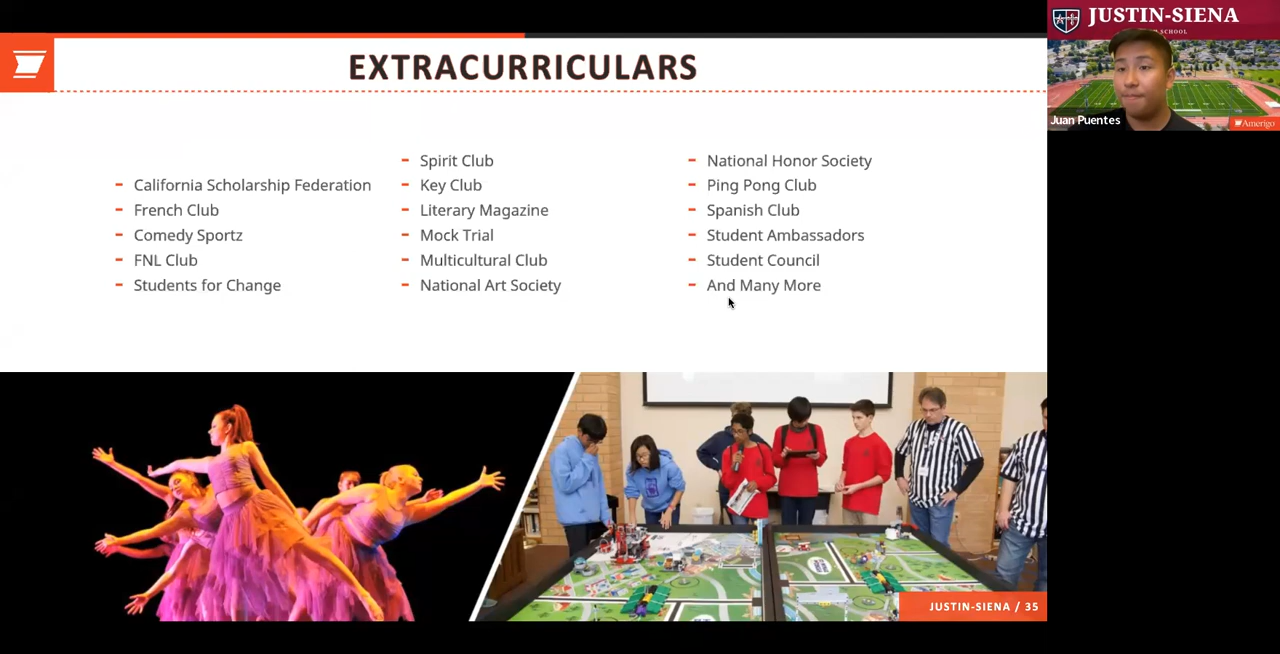 EXTRACURRICULARS
- California Scholarship Federation
- French Club
- Comedy Sportz
- FNL Club
- Students for Change
- Spirit Club
- Key Club
- Literary Magazine
- Mock Trial
- Multicultural Club
- National Art Society
- National Honor Society
- Ping Pong Club
- Spanish Club
- Student Ambassadors
- Student Council
- And Many More
JUSTIN-SIENA / 35
JUSTIN-SIENA
SCHOOL
Juan Puentes
Amerigo